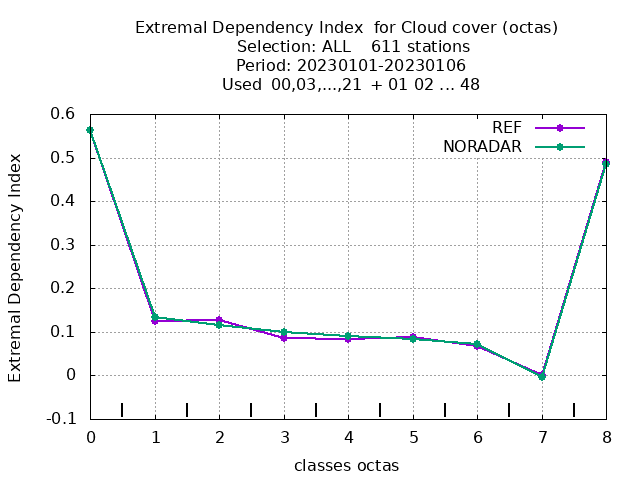 Extremal Dependency Index  for Cloud cover (octas)
Selection: ALL    611 stations
Period: 20230101-20230106
Used  00,03,...,21  + 01 02 ... 48
REF
NORADAR
0.6
0.5
0.4
0.3
0.2
0.1
0
-0.1
Extremal Dependency Index
0 1 2 3 4 5 6 7 8
classes octas